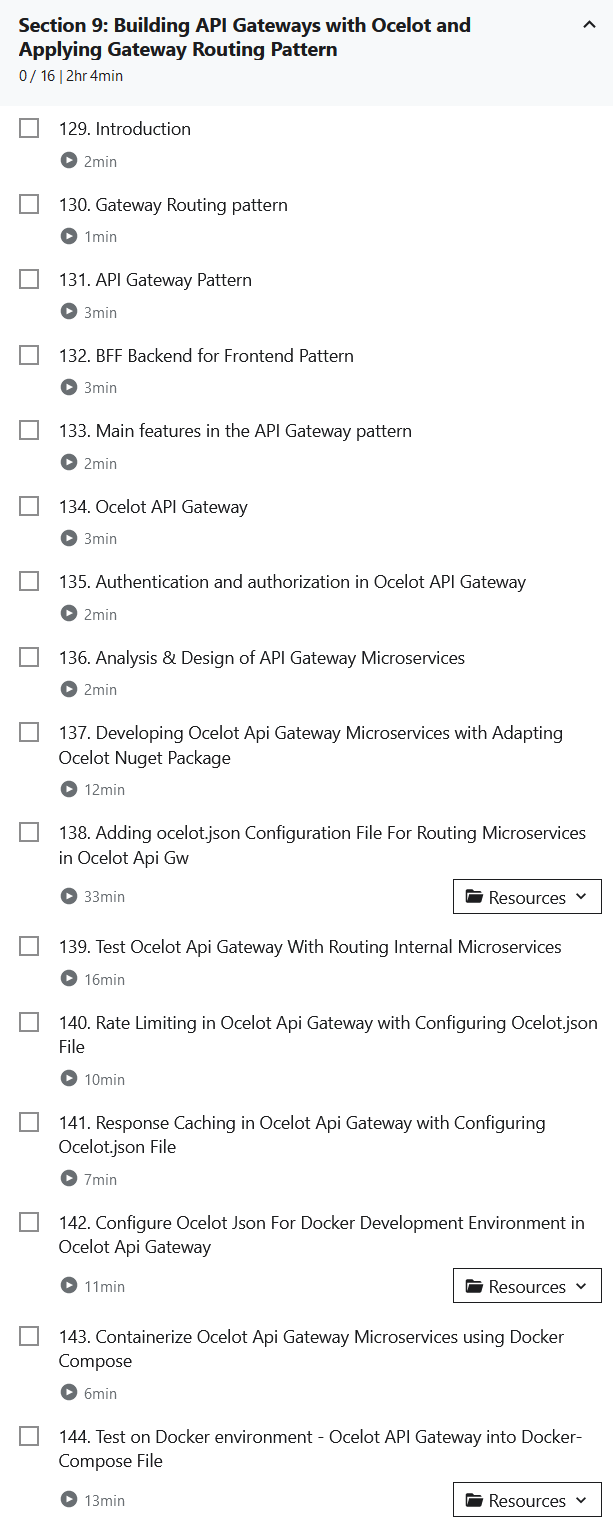 Section 9: Building API Gateways with Ocelot and
Applying Gateway Routing Pattern
0 / 16 | 2hr 4min
129. Introduction
2min
130. Gateway Routing pattern
1min
131. API Gateway Pattern
3min
132. BFF Backend for Frontend Pattern
3min
133. Main features in the API Gateway pattern
2min
134. Ocelot API Gateway
3min
135. Authentication and authorization in Ocelot API Gateway
2min
136. Analysis & Design of API Gateway Microservices
2min
137. Developing Ocelot Api Gateway Microservices with Adapting
Ocelot Nuget Package
12min
138. Adding ocelot.json Configuration File For Routing Microservices
in Ocelot Api Gw
33min
Resources
139. Test Ocelot Api Gateway With Routing Internal Microservices
16min
140. Rate Limiting in Ocelot Api Gateway with Configuring Ocelot.json
File
10min
141. Response Caching in Ocelot Api Gateway with Configuring
Ocelot.json File
7min
142. Configure Ocelot Json For Docker Development Environment in
Ocelot Api Gateway
11min
Resources
143. Containerize Ocelot Api Gateway Microservices using Docker
Compose
6min
144. Test on Docker environment - Ocelot API Gateway into Docker-
Compose File
13min
Resources